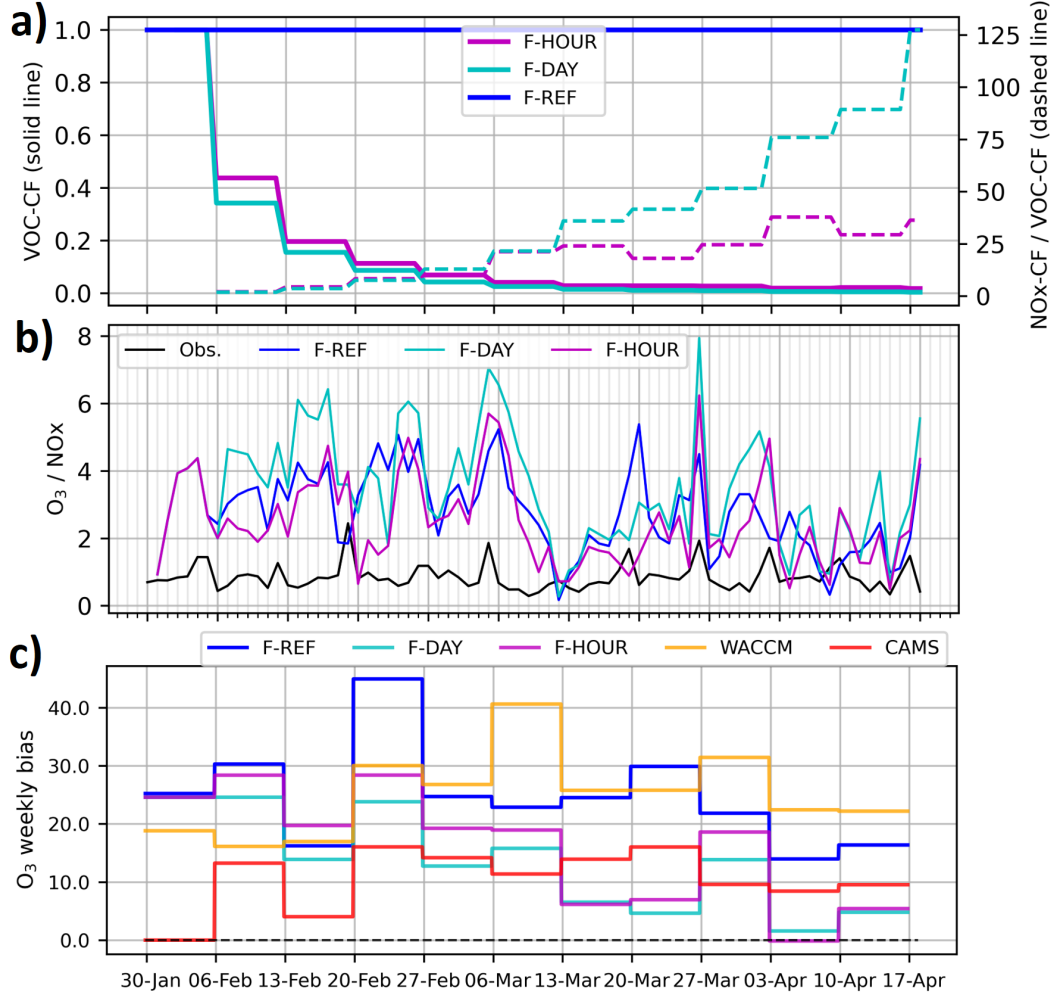 a)
VOC-CF (solid line)
1.0
0.8
0.6
0.4
0.2
0.0
F-HOUR
F-DAY
F-REF
125
100
75
50
25
0
NOx-CF / VOC-CF (dashed line)
b)
O₃ / NOx
8
6
4
2
0
Obs. F-REF F-DAY F-HOUR
c)
F-REF F-DAY F-HOUR WACCM CAMS
O₃ weekly bias
40.0
30.0
20.0
10.0
0.0
30-Jan 06-Feb 13-Feb 20-Feb 27-Feb 06-Mar 13-Mar 20-Mar 27-Mar 03-Apr 10-Apr 17-Apr